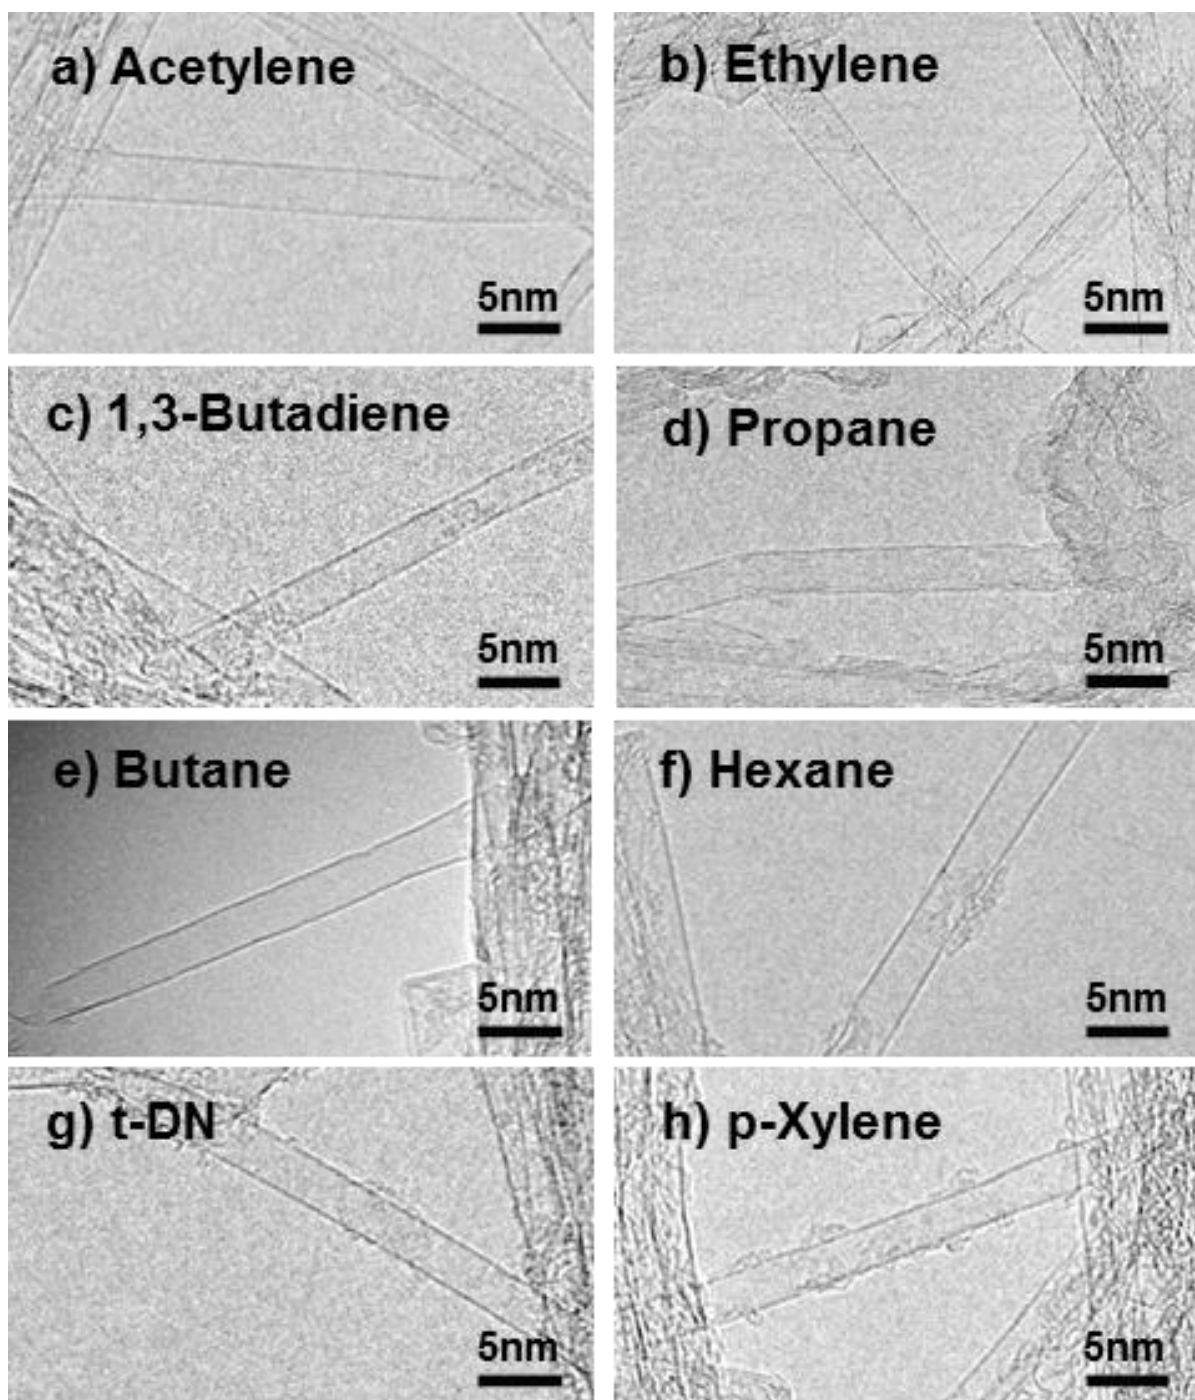 a) Acetylene
5nm
b) Ethylene
5nm
c) 1,3-Butadiene
5nm
d) Propane
5nm
e) Butane
5nm
f) Hexane
5nm
g) t-DN
5nm
h) p-Xylene
5nm